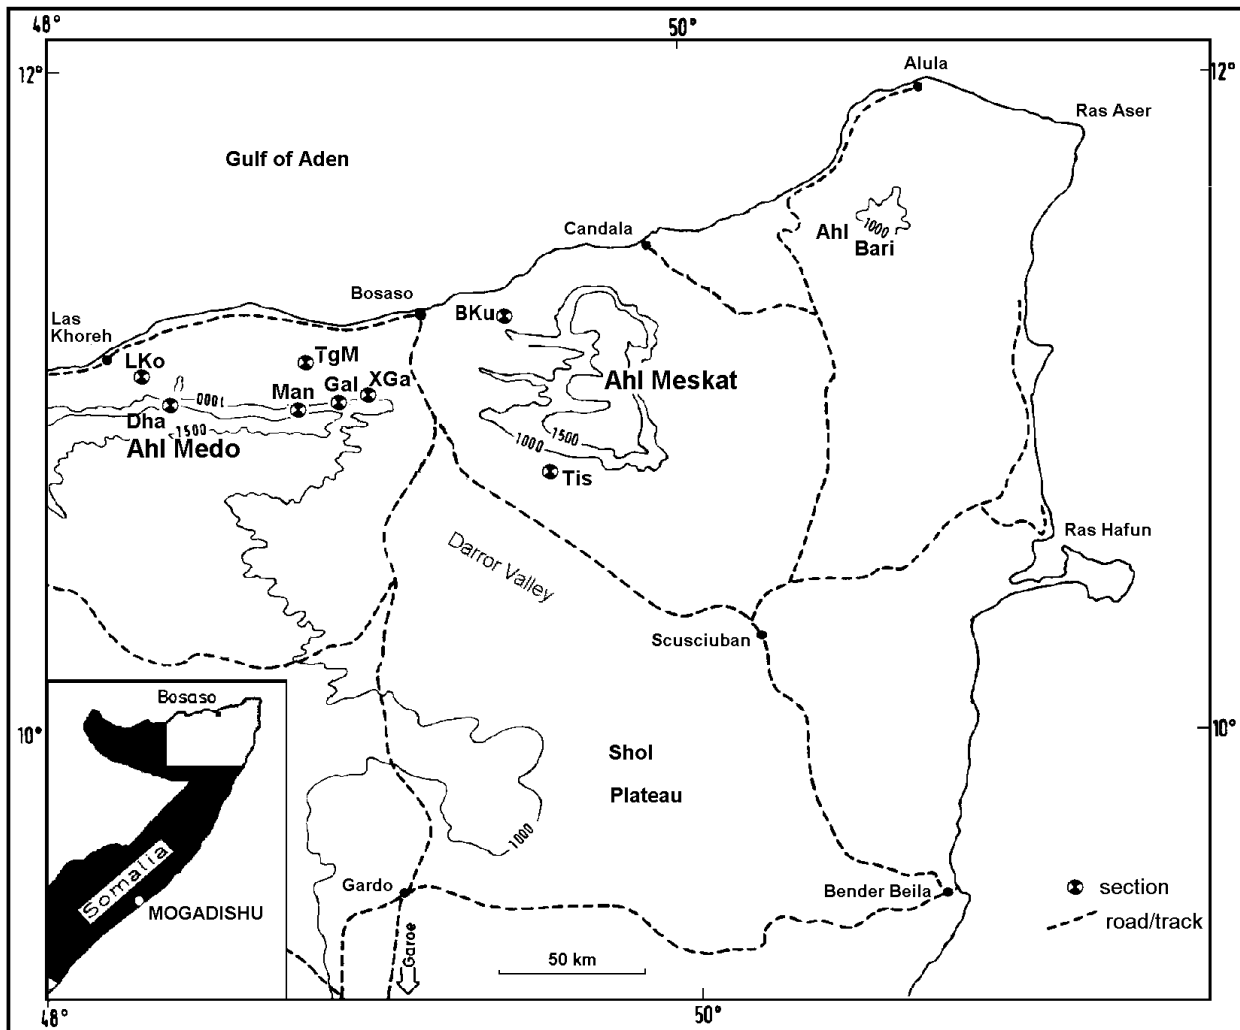 48°
50°
12°
12°
Alula
Ras Aser
Gulf of Aden
Candala
1000
Ahl
Bari
Bosaso
BKu
Las
Khoreh
LKo
TgM
Man
Gal
XGa
Ahl Meskat
1000
Dha
1500
Ahl Medo
1500
1000
Tis
Ras Hafun
Darror Valley
Scusciuban
Bosaso
10°
10°
Shol
Plateau
1000
Somalia
MOGADISHU
Gardo
Bender Beila
section
road/track
Garoe
50 km
48°
50°